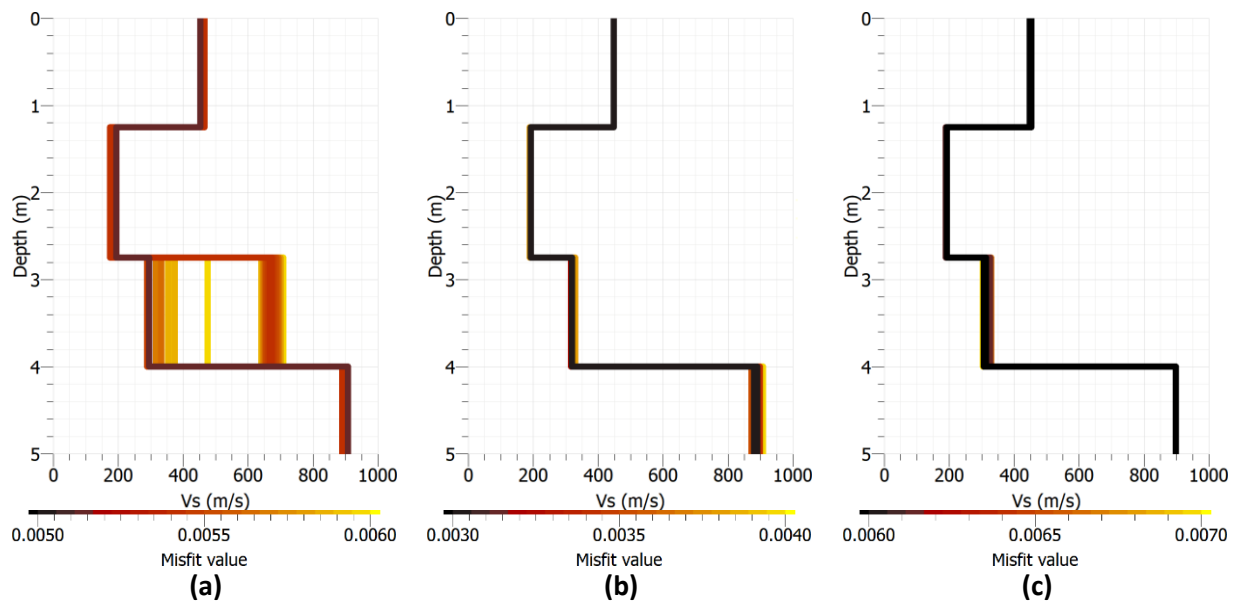 0 0 0
1 1 1
Depth (m) 2 Depth (m) 2 Depth (m) 2
3 3 3
4 4 4
5 5 5
0 200 400 600 800 1000 0 200 400 600 800 1000 0 200 400 600 800 1000
Vs (m/s) Vs (m/s) Vs (m/s)
0.0050 0.0055 0.0060 0.0030 0.0035 0.0040 0.0060 0.0065 0.0070
Misfit value Misfit value Misfit value
(a) (b) (c)